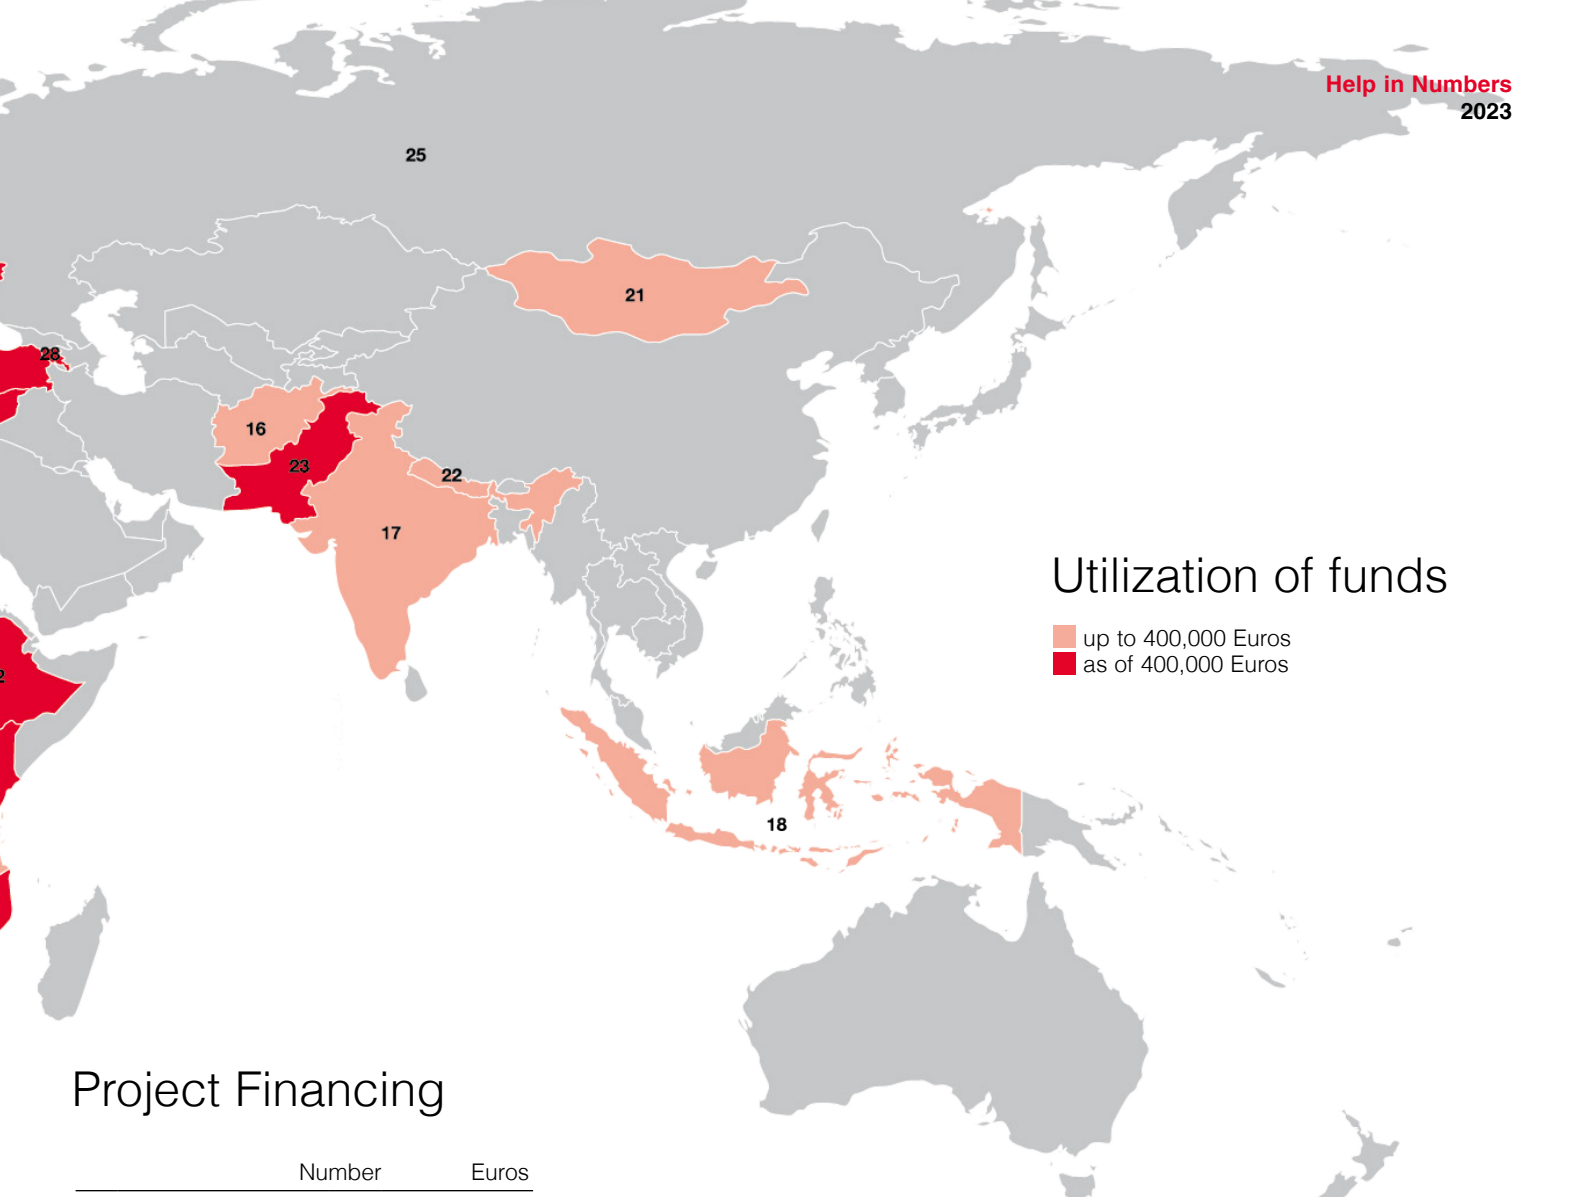 Help in Numbers
2023
25
21
28
16
23
22
17
Utilization of funds
up to 400,000 Euros
as of 400,000 Euros
2
18
Project Financing
Number Euros